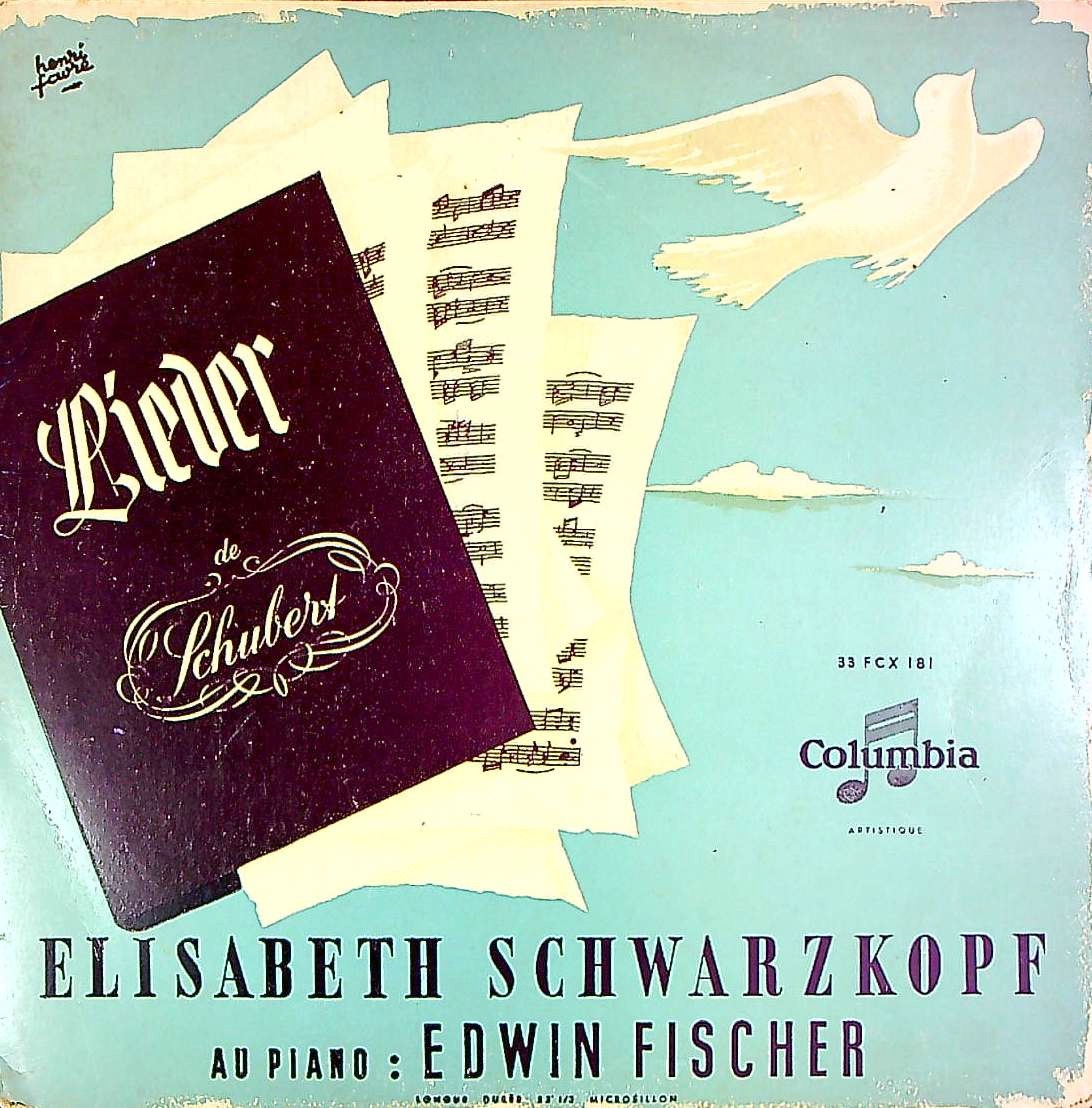 henri
favre
Lieder
de
Schubert
33 FCX 181
Columbia
ARTISTIQUE
ELISABETH SCHWARZKOPF
AU PIANO : EDWIN FISCHER
LONGUE DURÉE 33 1/3 MICROSILLON